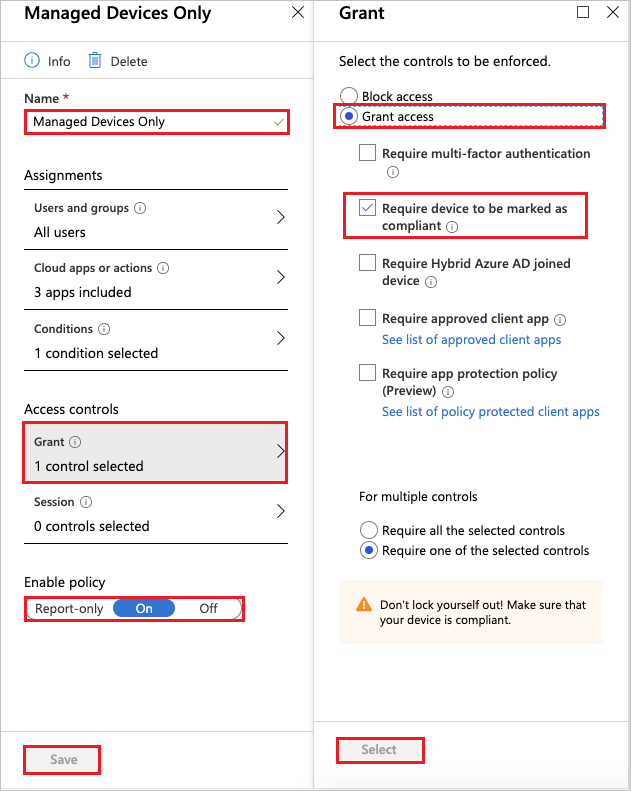 Managed Devices Only
Info
Delete
Name *
Managed Devices Only
Assignments
Users and groups
All users
Cloud apps or actions
3 apps included
Conditions
1 condition selected
Access controls
Grant
1 control selected
Session
0 controls selected
Enable policy
Report-only On Off
Save
Grant
Select the controls to be enforced.
Block access
Grant access
Require multi-factor authentication
Require device to be marked as
compliant
Require Hybrid Azure AD joined
device
Require approved client app
See list of approved client apps
Require app protection policy
(Preview)
See list of policy protected client apps
For multiple controls
Require all the selected controls
Require one of the selected controls
Don't lock yourself out! Make sure that
your device is compliant.
Select